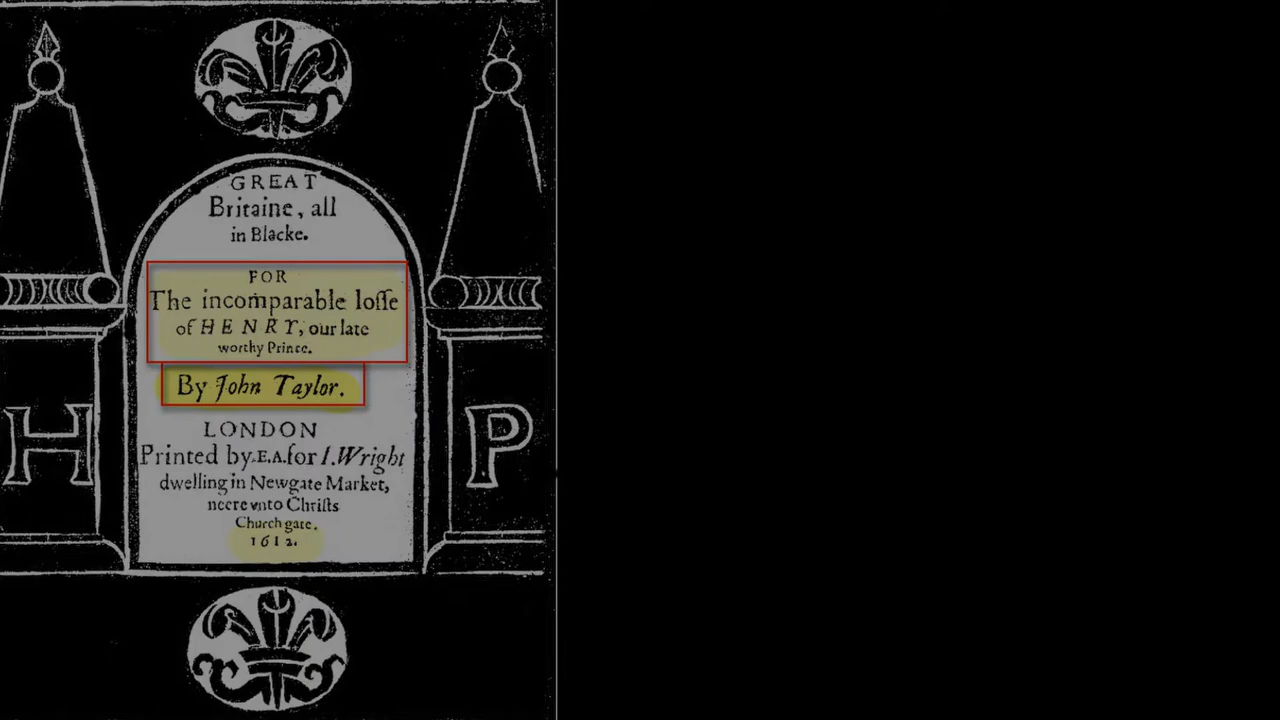 GREAT
Britaine, all
in Blacke.
FOR
The incomparable losse
of HENRY, our late
worthy Prince.
By John Taylor.
LONDON
Printed by E.A. for I. Wright
dwelling in Newgate Market,
neere vnto Christs
Church gate.
1612.
H
P